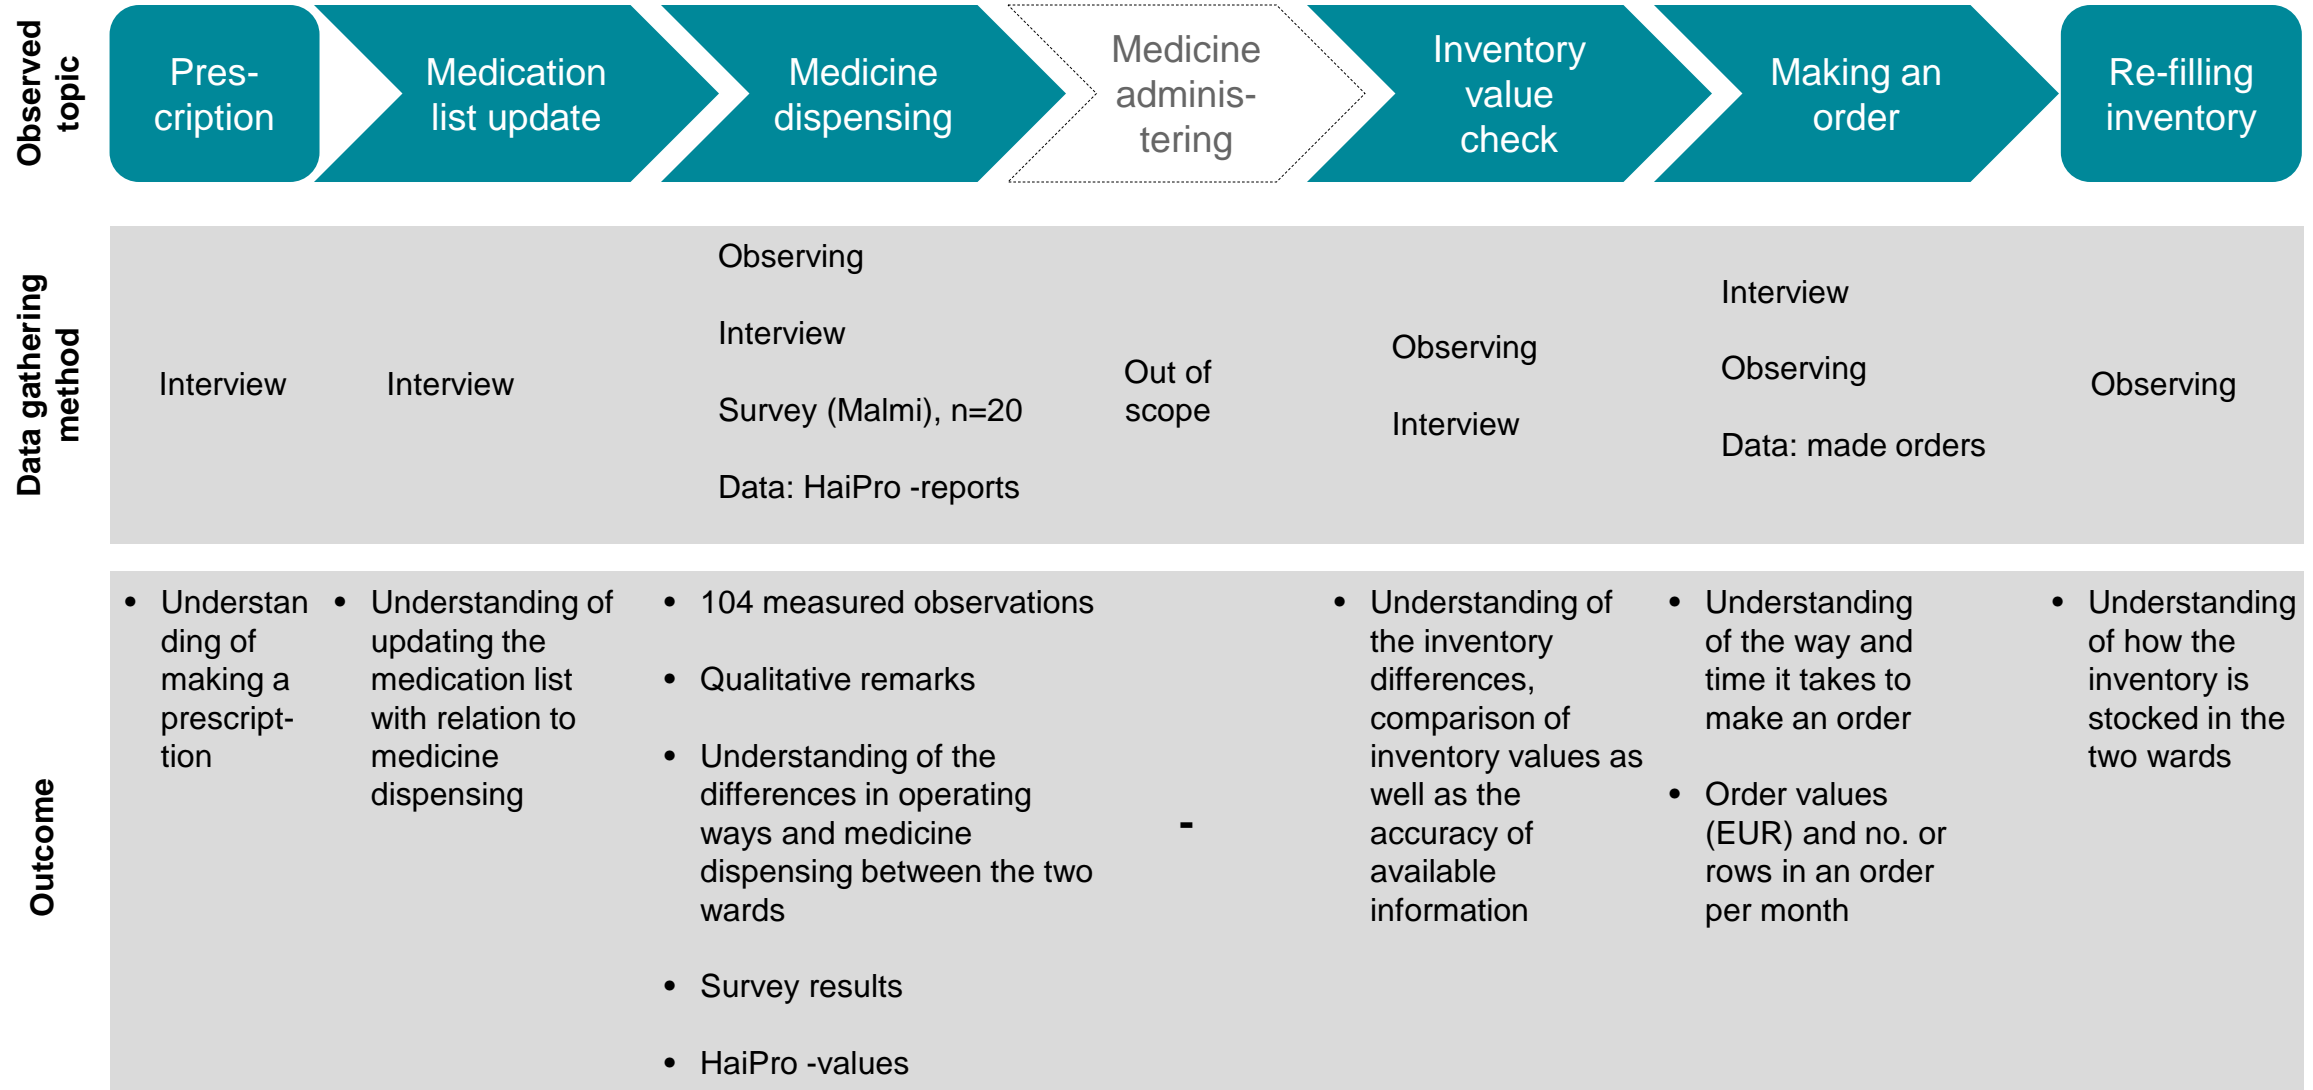 Observed
topic
Pres-
cription
Medication
list update
Medicine
dispensing
Medicine
adminis-
tering
Inventory
value
check
Making an
order
Re-filling
inventory
Data gathering
method
Interview
Interview
Observing
Interview
Survey (Malmi), n=20
Data: HaiPro -reports
Out of
scope
Observing
Interview
Interview
Observing
Data: made orders
Observing
Outcome
• Understan
ding of
making a
prescript-
tion
• Understanding of
updating the
medication list
with relation to
medicine
dispensing
• 104 measured observations
• Qualitative remarks
• Understanding of the
differences in operating
ways and medicine
dispensing between the two
wards
• Survey results
• HaiPro -values
-
• Understanding of
the inventory
differences,
comparison of
inventory values as
well as the
accuracy of
available
information
• Understanding
of the way and
time it takes to
make an order
• Order values
(EUR) and no. or
rows in an order
per month
• Understanding
of how the
inventory is
stocked in the
two wards